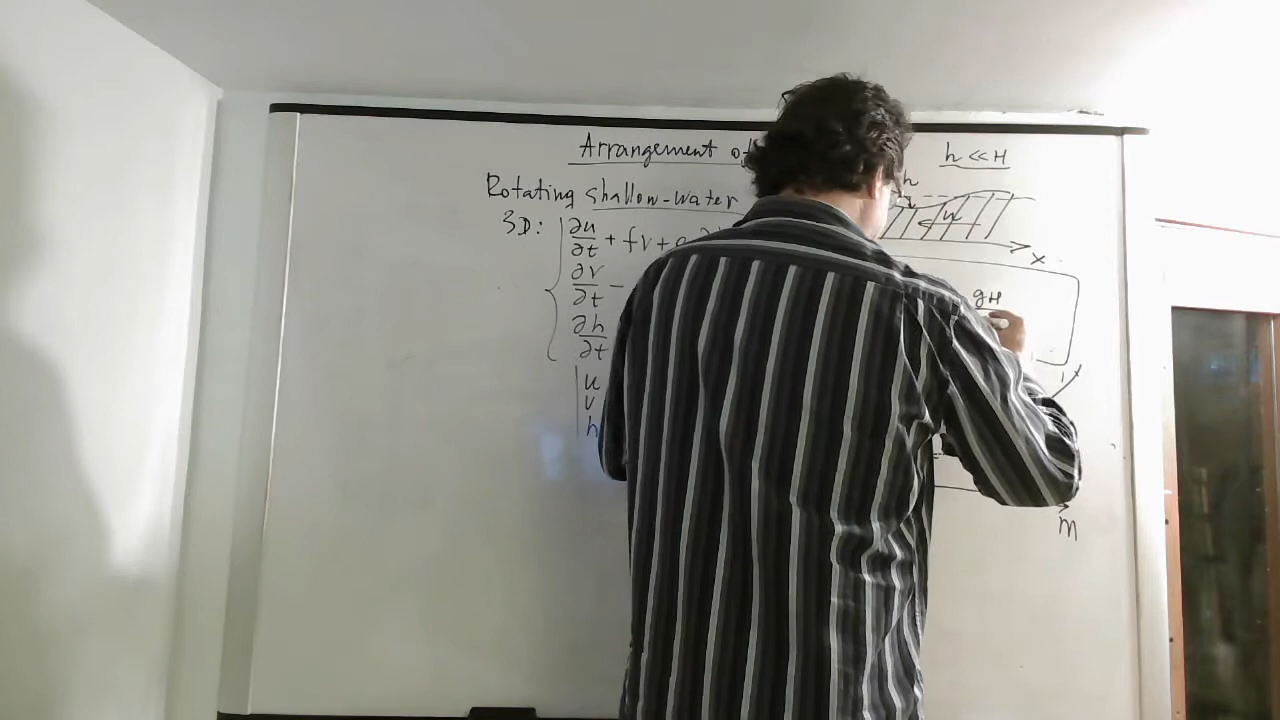 Arrangement of
h << H
Rotating shallow-water
h
u
x
3D: ∂u/∂t + fv + g
∂v/∂t −
gH
∂h/∂t
u
v
h
m